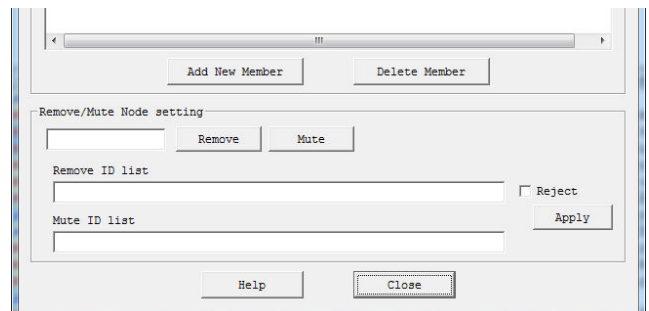 Add New Member Delete Member
Remove/Mute Node setting
Remove Mute
Remove ID list
Reject
Mute ID list
Apply
Help Close